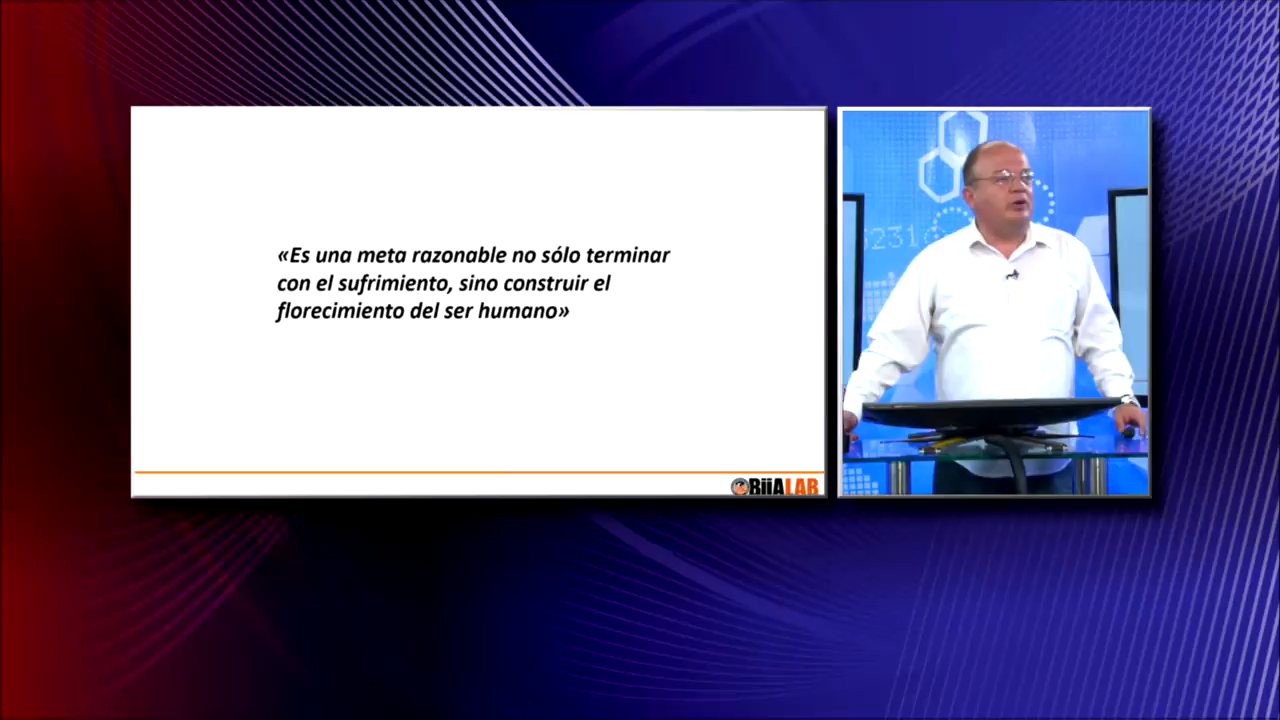 «Es una meta razonable no sólo terminar
con el sufrimiento, sino construir el
florecimiento del ser humano»
BiiALAB